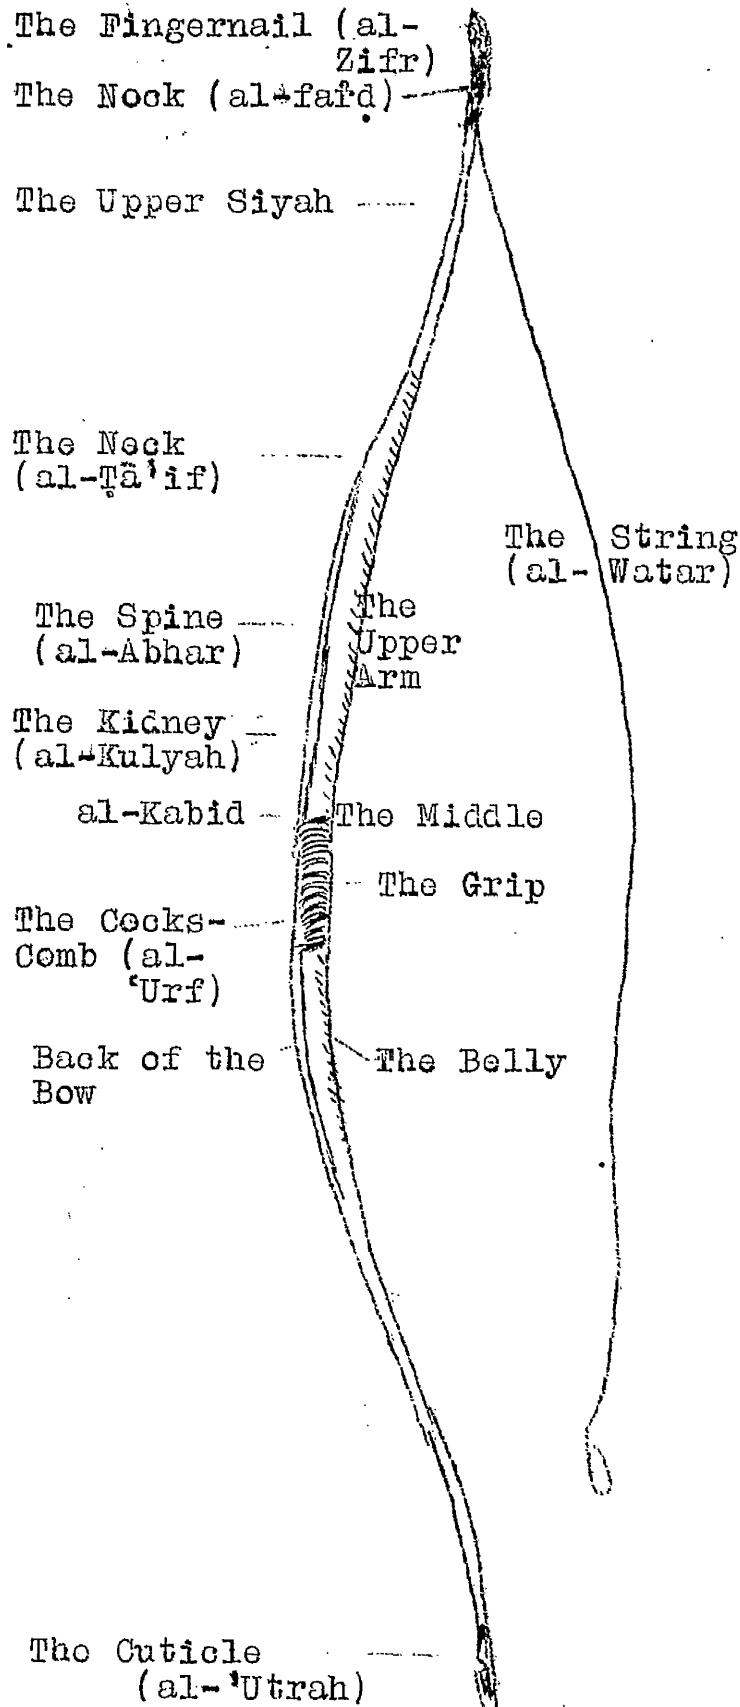 The Fingernail (al-
Zifr)
The Nock (al-farḍ)
The Upper Siyah
The Neck
(al-Ṭā'if)
The String
(al-Watar)
The Spine
(al-Abhar)
The
Upper
Arm
The Kidney
(al-Kulyah)
al-Kabid
The Middle
The Grip
The Cocks-
Comb (al-
‘Urf)
Back of the
Bow
The Belly
The Cuticle
(al-‘Utrah)